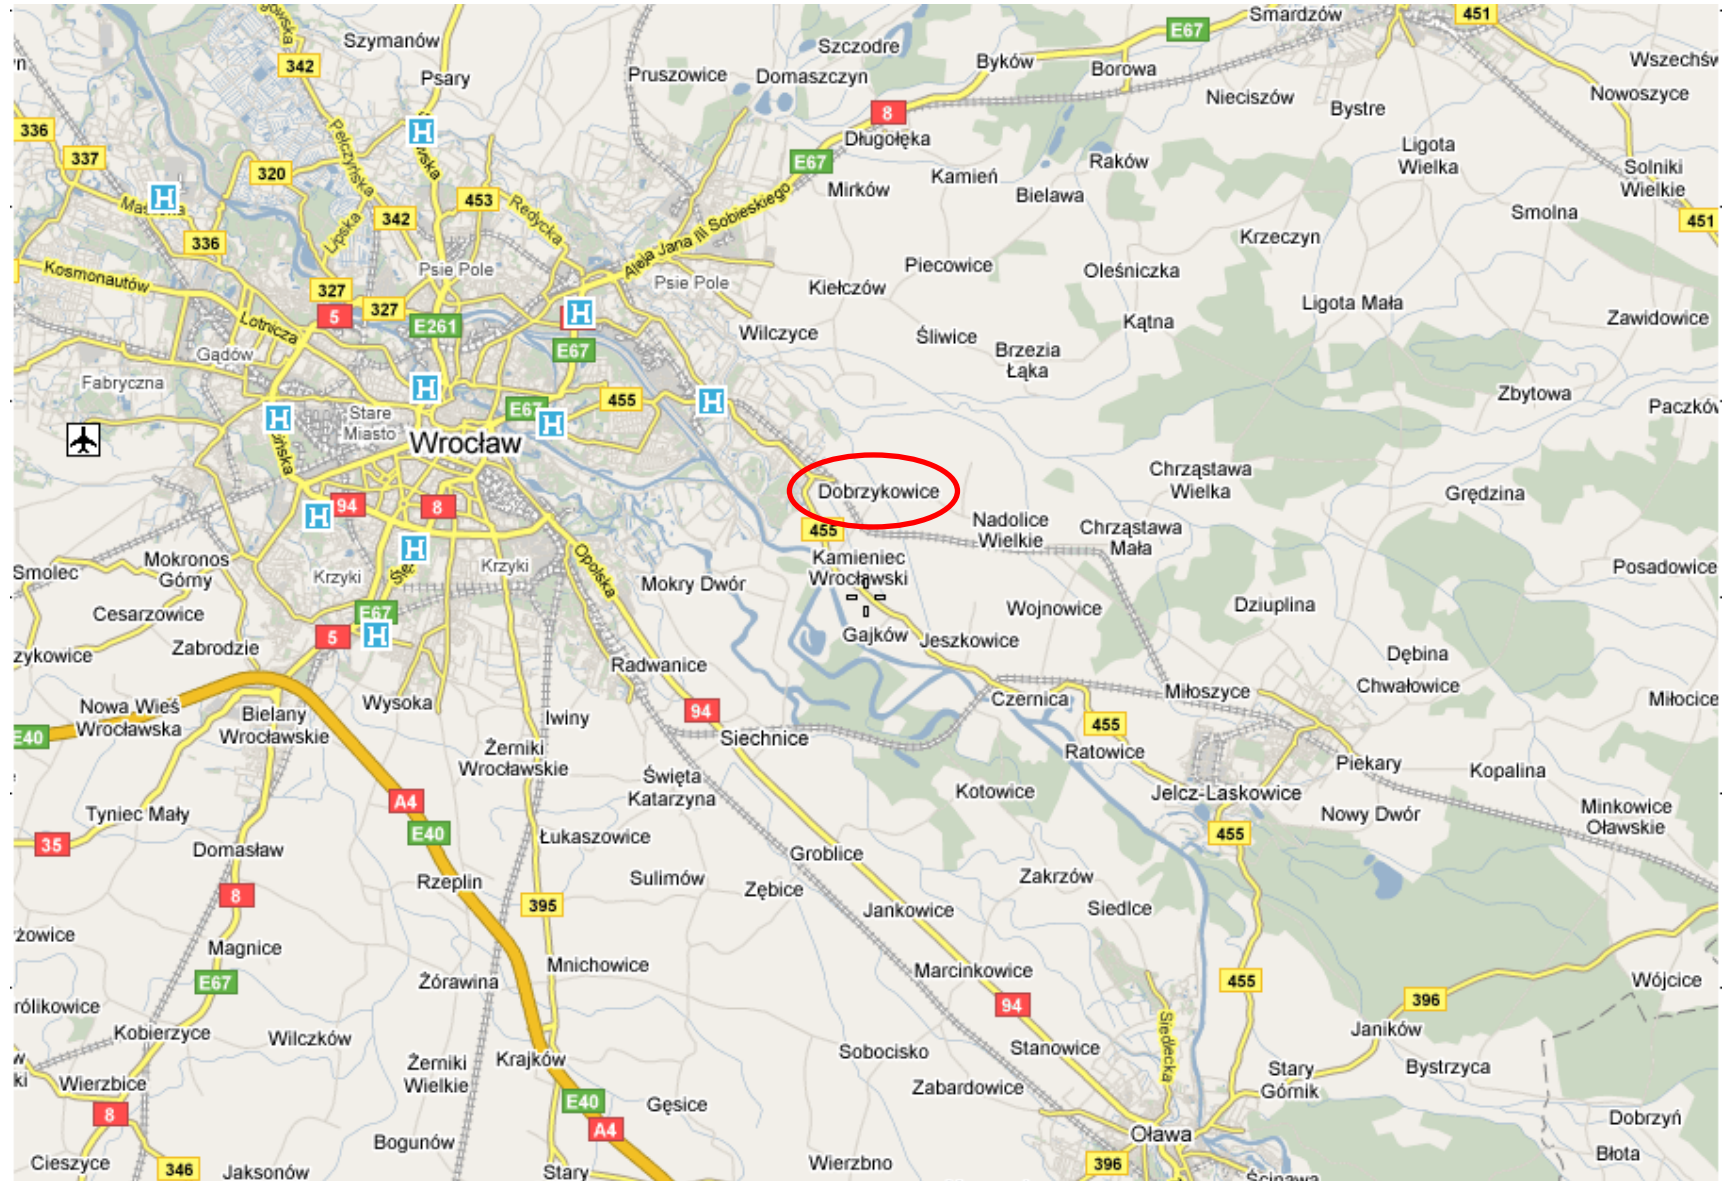 Smardzów
451
E67
Szymanów
342
Psary
Szczodre
Pruszowice
Domaszczyn
Byków
Borowa
Wszechśw
Nowoszyce
Nieciszów
Bystre
8
336
H
Długołęka
337
320
Pełczyńska
E67
Raków
Ligota
Wielka
Solniki
Wielkie
Mirków
Kamień
Bielawa
H
453
342
Redycka
Lipska
336
Smolna
451
Aleja Jana III Sobieskiego
Krzeczyn
Kosmonautów
Psie Pole
Psie Pole
Piecowice
Oleśniczka
Kiełczów
327
327
5
E261
H
Ligota Mała
Lotnicza
Wilczyce
Śliwice
Kątna
Zawidowice
E67
Brzezia
Łąka
Gądów
Fabryczna
H
455
H
Zbytowa
Stare
Miasto
E67
H
H
Paczków
Wrocław
Dobrzykowice
Chrząstawa
Wielka
Grędzina
H
94
8
455
Nadolice
Wielkie
Chrząstawa
Mała
H
Opolska
Kamieniec
Wrocławski
Mokronos
Górny
Smolec
Krzyki
Krzyki
Mokry Dwór
Posadowice
Cesarzowice
E67
H
Wojnowice
Dziuplina
5
Zabrodzie
Gajków
Jeszkowice
zykowice
Radwanice
Dębina
Chwałowice
Nowa Wieś
Wrocławska
Bielany
Wrocławskie
Wysoka
Iwiny
94
Czernica
Miłoszyce
Miłocice
E40
Siechnice
455
Ratowice
Żerniki
Wrocławskie
Święta
Katarzyna
Piekary
Kopalina
Kotowice
Jelcz-Laskowice
A4
Tyniec Mały
E40
Nowy Dwór
Minkowice
Oławskie
35
Domasław
Łukaszowice
Groblice
455
Rzeplin
Sulimów
Zębice
Zakrzów
8
395
Jankowice
Siedlce
żowice
Magnice
Mnichowice
Marcinkowice
E67
Żórawina
455
Wójcice
94
396
rólikowice
Kobierzyce
Wilczków
Siedlecka
Janików
Żerniki
Wielkie
Krajków
Sobocisko
Stanowice
w
ki
Wierzbice
Zabardowice
Stary
Górnik
Bystrzyca
8
E40
A4
Gęsice
Dobrzyń
Bogunów
Oława
Błota
Cieszyce
346
Jaksonów
Stary
Wierzbno
396
Ścinawa